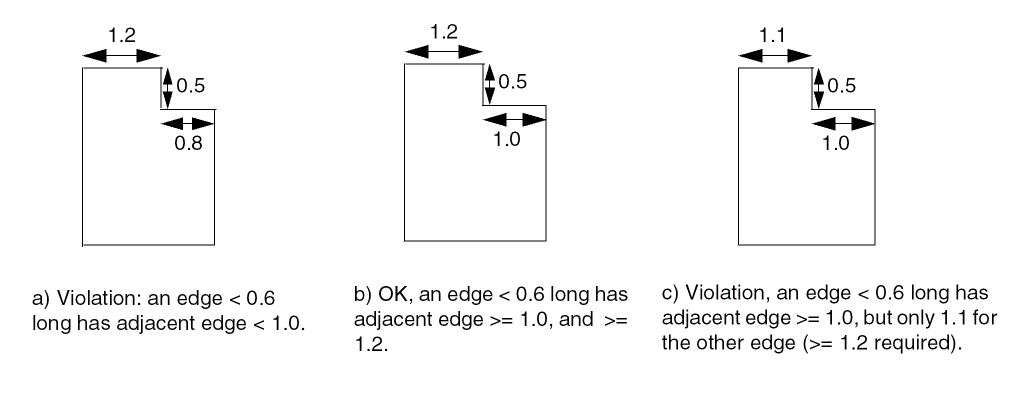 1.2
0.5
0.8
a) Violation: an edge < 0.6
long has adjacent edge < 1.0.
1.2
0.5
1.0
b) OK, an edge < 0.6 long has
adjacent edge >= 1.0, and  >=
1.2.
1.1
0.5
1.0
c) Violation, an edge < 0.6 long has
adjacent edge >= 1.0, but only 1.1 for
the other edge (>= 1.2 required).